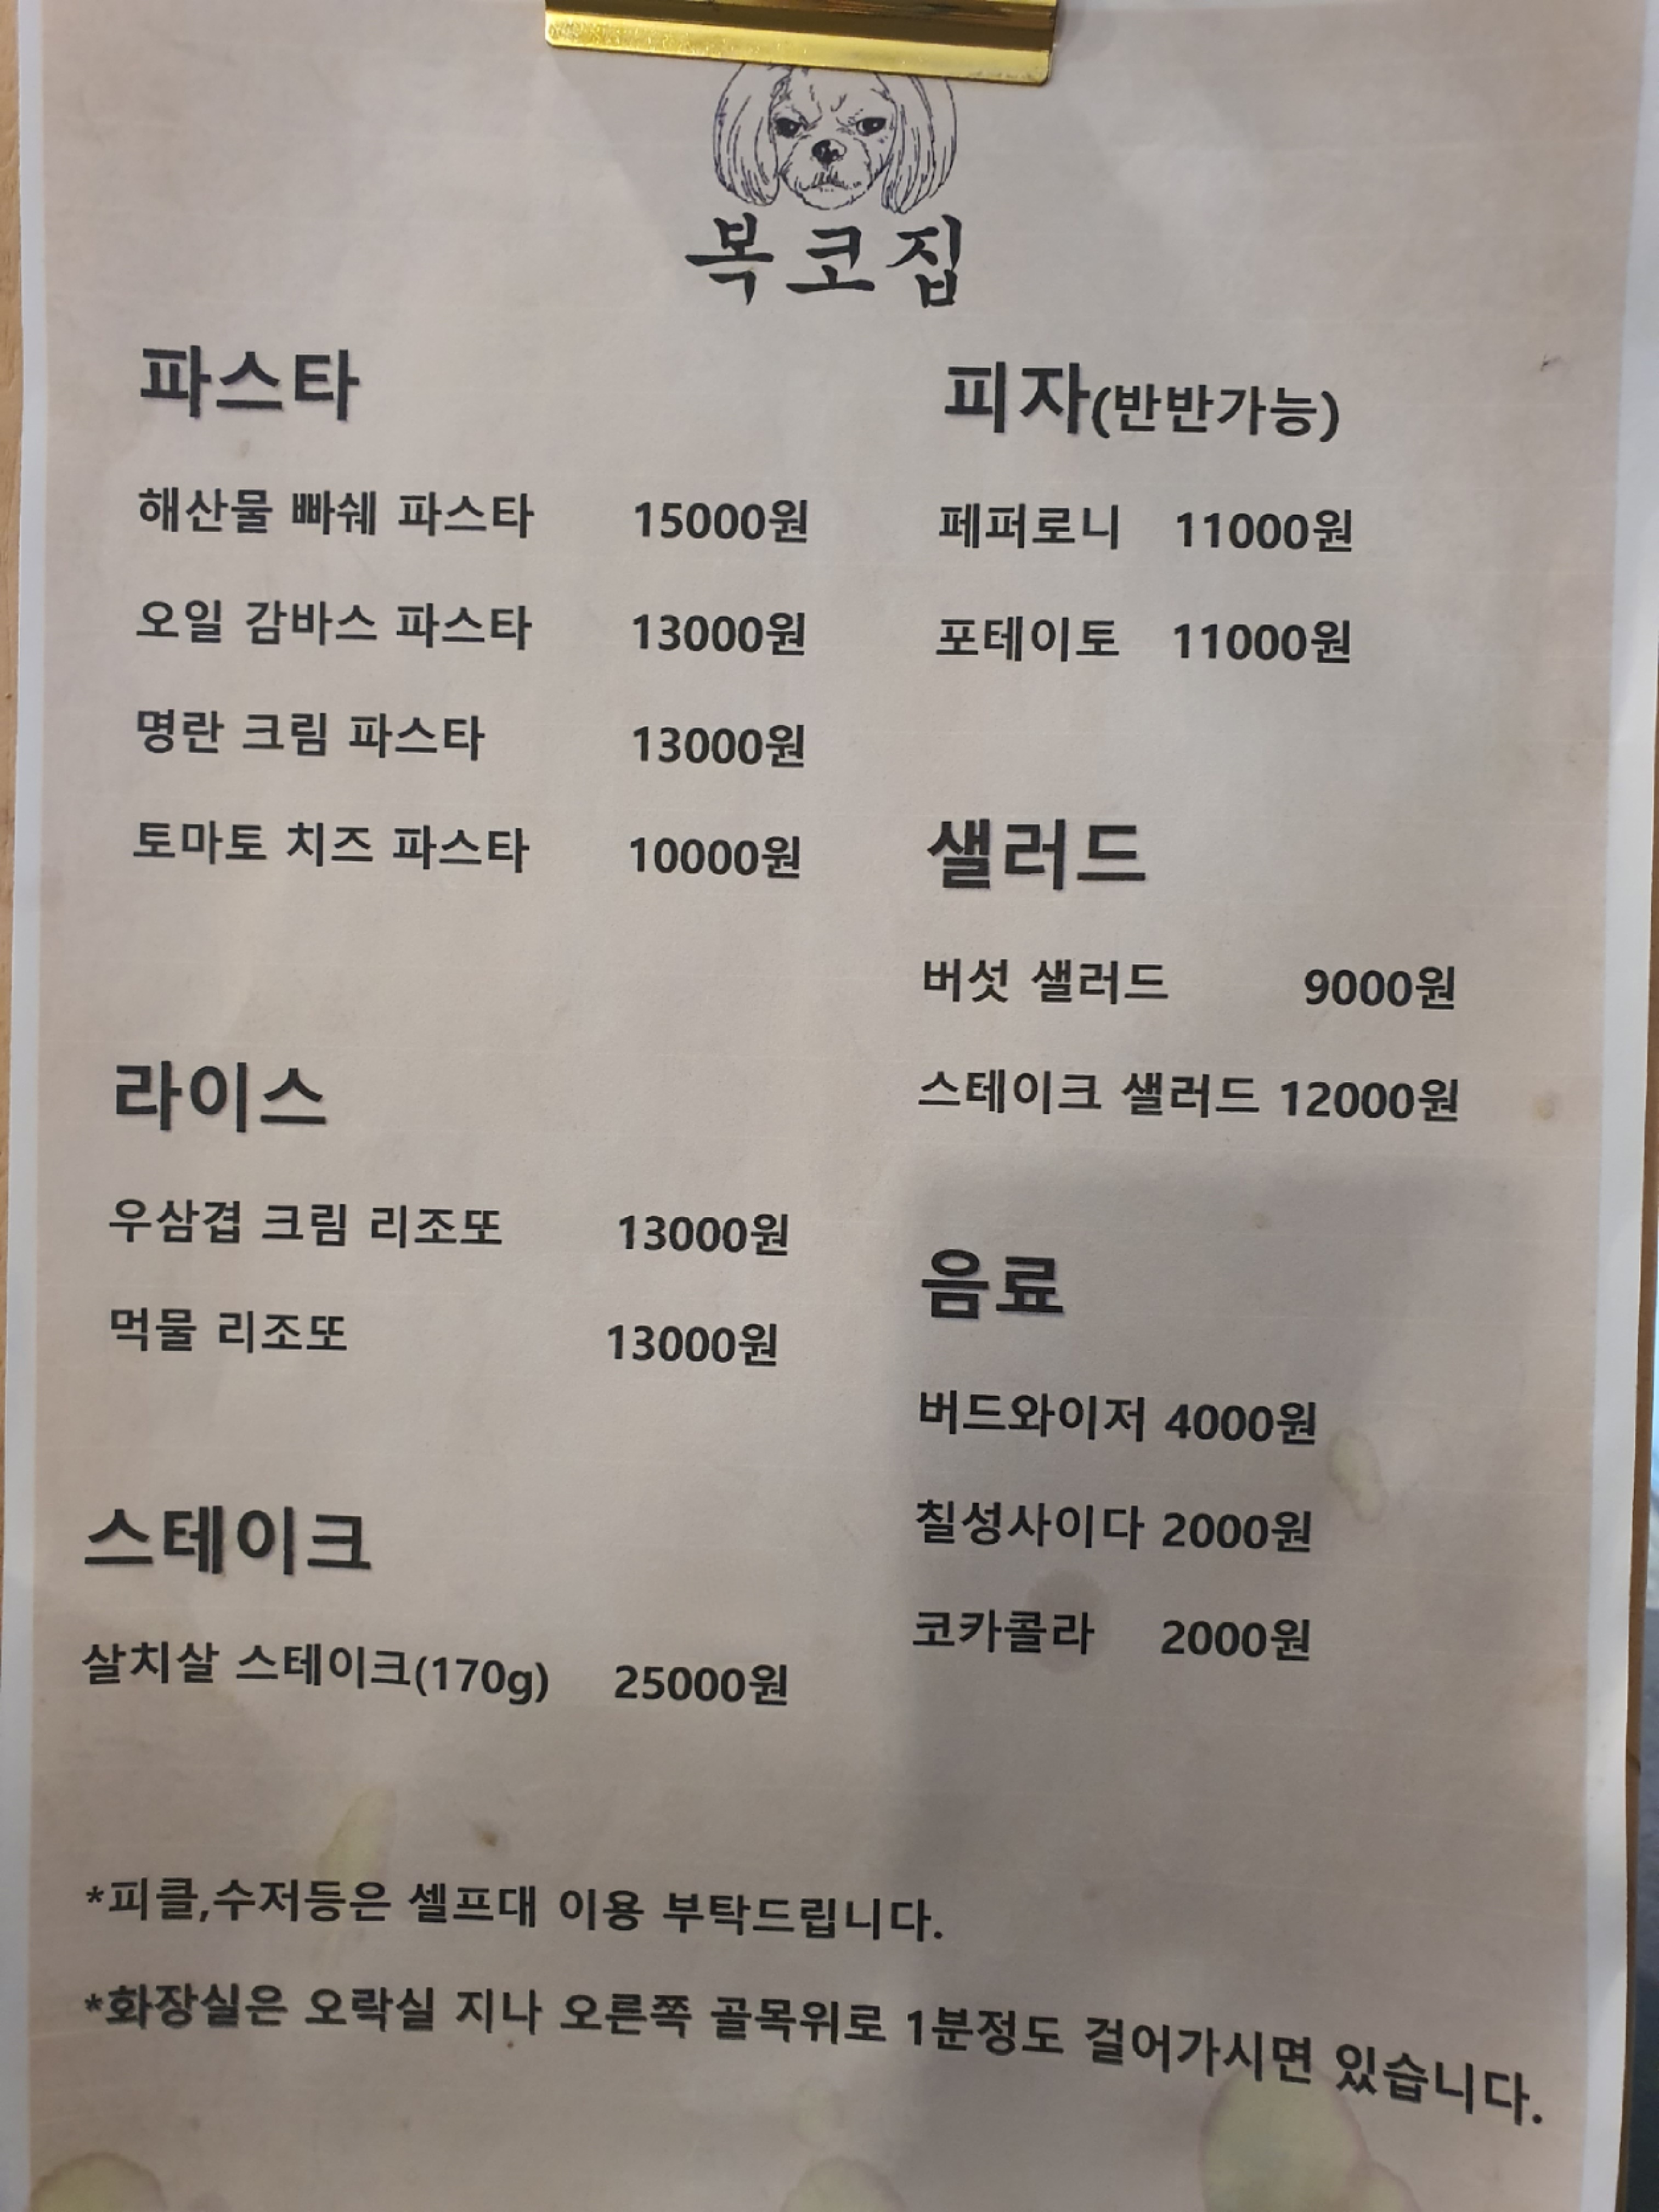 복코집
파스타
해산물 빠쉐 파스타 15000원
오일 감바스 파스타 13000원
명란 크림 파스타 13000원
토마토 치즈 파스타 10000원
라이스
우삼겹 크림 리조또 13000원
먹물 리조또 13000원
스테이크
살치살 스테이크(170g) 25000원
피자(반반가능)
페퍼로니 11000원
포테이토 11000원
샐러드
버섯 샐러드 9000원
스테이크 샐러드 12000원
음료
버드와이저 4000원
칠성사이다 2000원
코카콜라 2000원
*피클,수저등은 셀프대 이용 부탁드립니다.
*화장실은 오락실 지나 오른쪽 골목위로 1분정도 걸어가시면 있습니다.